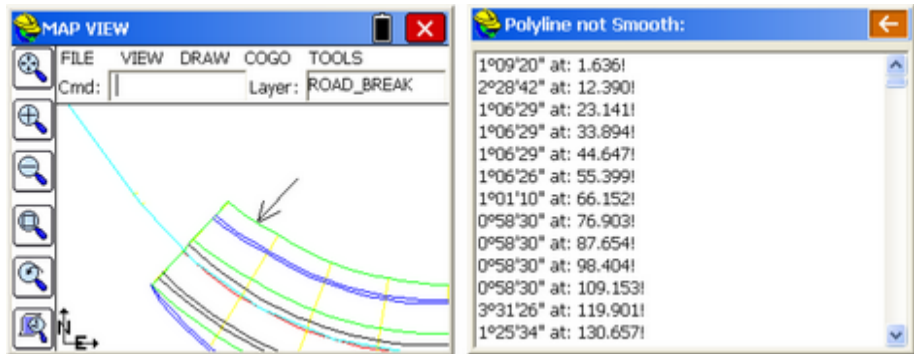 MAP VIEW
FILE VIEW DRAW COGO TOOLS
Cmd: Layer: ROAD_BREAK
N
E
Polyline not Smooth:
1°09'20" at: 1.636!
2°28'42" at: 12.390!
1°06'29" at: 23.141!
1°06'29" at: 33.894!
1°06'29" at: 44.647!
1°06'26" at: 55.399!
1°01'10" at: 66.152!
0°58'30" at: 76.903!
0°58'30" at: 87.654!
0°58'30" at: 98.404!
0°58'30" at: 109.153!
3°31'26" at: 119.901!
1°25'34" at: 130.657!